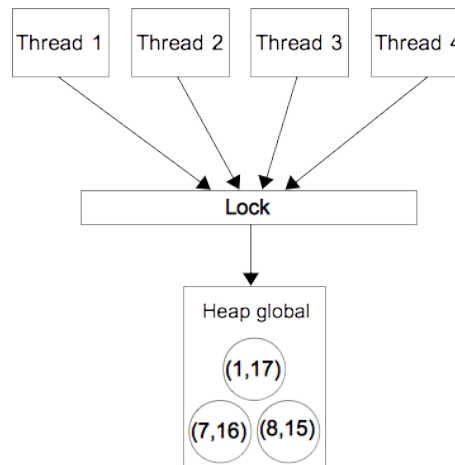 Thread 1 Thread 2 Thread 3 Thread 4
Lock
Heap global
(1,17)
(7,16) (8,15)